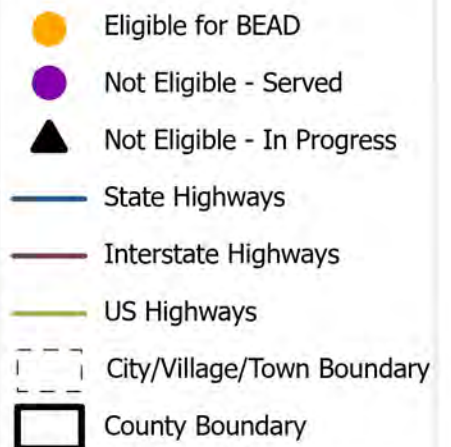 Eligible for BEAD
Not Eligible - Served
Not Eligible - In Progress
State Highways
Interstate Highways
US Highways
City/Village/Town Boundary
County Boundary